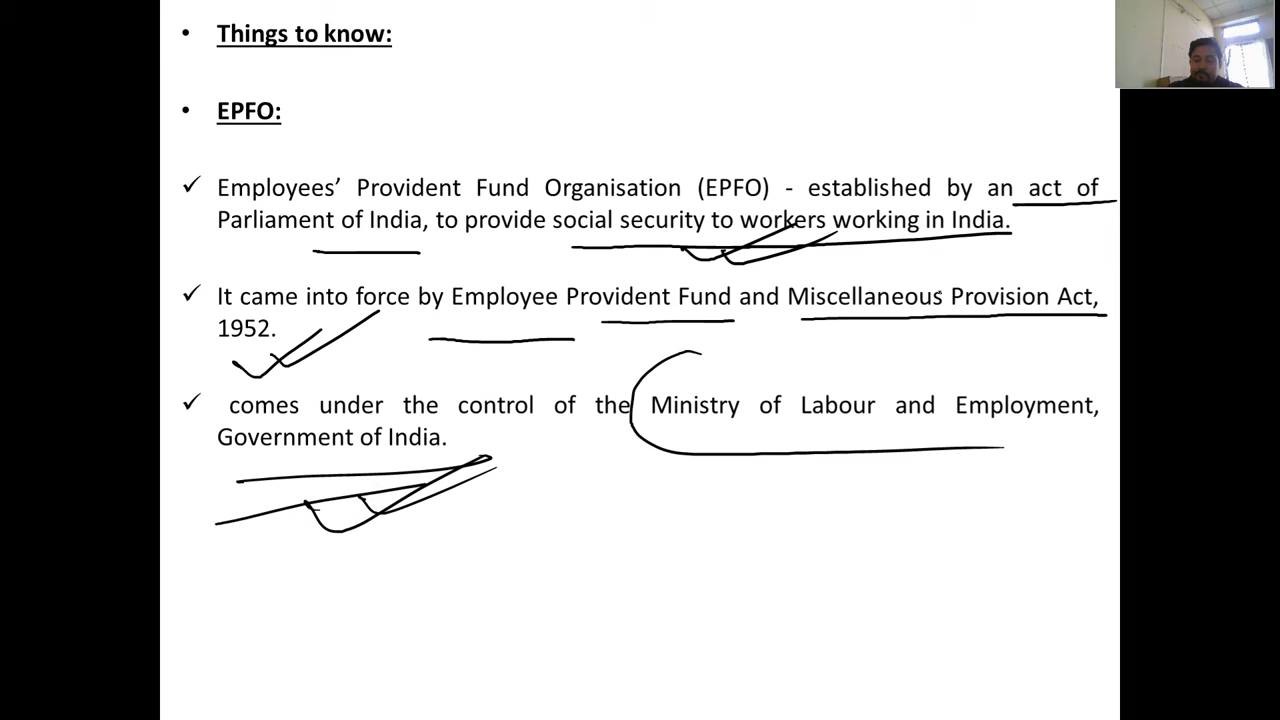 • Things to know:
• EPFO:
✓ Employees’ Provident Fund Organisation (EPFO) - established by an act of
Parliament of India, to provide social security to workers working in India.
✓ It came into force by Employee Provident Fund and Miscellaneous Provision Act,
1952.
✓ comes under the control of the Ministry of Labour and Employment,
Government of India.